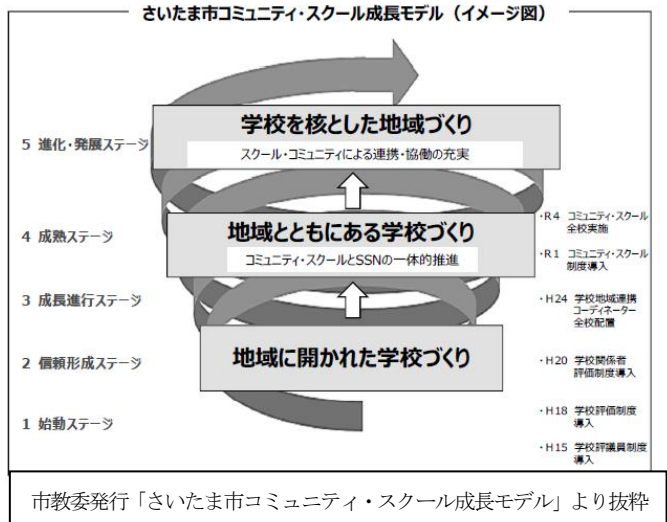 さいたま市コミュニティ・スクール成長モデル（イメージ図）
学校を核とした地域づくり
スクール・コミュニティによる連携・協働の充実
5 進化・発展ステージ
地域とともにある学校づくり
コミュニティ・スクールとSSNの一体的推進
4 成熟ステージ
3 成長進行ステージ
地域に開かれた学校づくり
2 信頼形成ステージ
1 始動ステージ
・R4 コミュニティ・スクール
全校実施
・R1 コミュニティ・スクール
制度導入
・H24 学校地域連携
コーディネーター
全校配置
・H20 学校関係者
評価制度導入
・H18 学校評価制度
導入
・H15 学校評議員制度
導入
市教委発行「さいたま市コミュニティ・スクール成長モデル」より抜粋